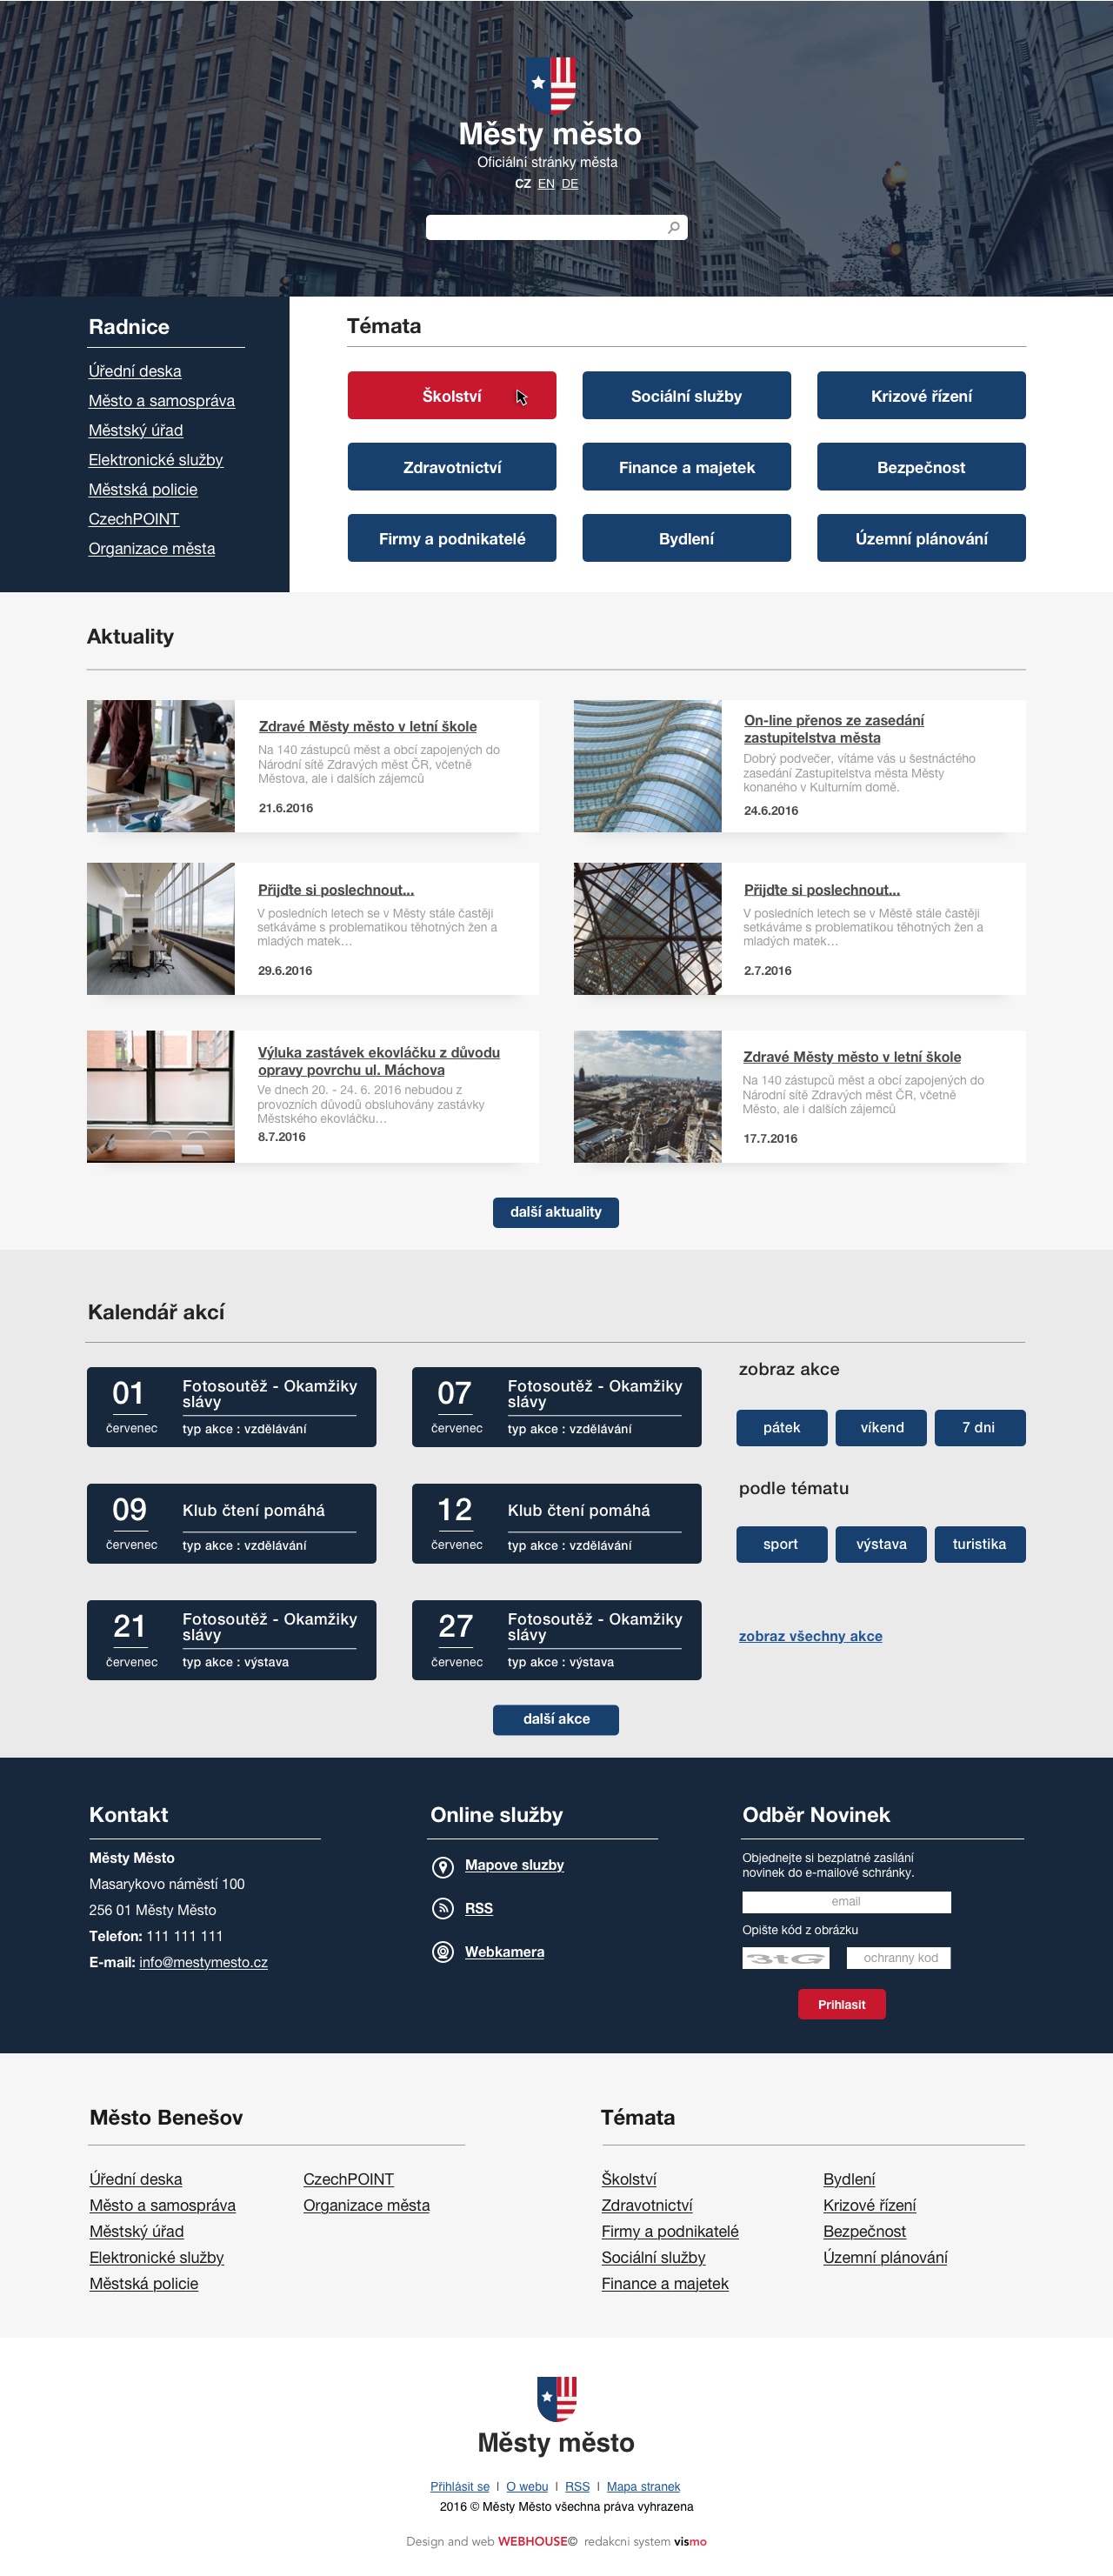 Městy město
Oficiální stránky města
CZ EN DE
Radnice
Úřední deska
Město a samospráva
Městský úřad
Elektronické služby
Městská policie
CzechPOINT
Organizace města
Témata
Školství
Sociální služby
Krizové řízení
Zdravotnictví
Finance a majetek
Bezpečnost
Firmy a podnikatelé
Bydlení
Územní plánování
Aktuality
Zdravé Městy město v letní škole
Na 140 zástupců měst a obcí zapojených do
Národní sítě Zdravých měst ČR, včetně
Městova, ale i dalších zájemců
21.6.2016
On-line přenos ze zasedání
zastupitelstva města
Dobrý podvečer, vítáme vás u šestnáctého
zasedání Zastupitelstva města Městy
konaného v Kulturním domě.
24.6.2016
Přijďte si poslechnout...
V posledních letech se v Městy stále častěji
setkáváme s problematikou těhotných žen a
mladých matek…
29.6.2016
Přijďte si poslechnout...
V posledních letech se v Městě stále častěji
setkáváme s problematikou těhotných žen a
mladých matek…
2.7.2016
Výluka zastávek ekovláčku z důvodu
opravy povrchu ul. Máchova
Ve dnech 20. - 24. 6. 2016 nebudou z
provozních důvodů obsluhovány zastávky
Městského ekovláčku…
8.7.2016
Zdravé Městy město v letní škole
Na 140 zástupců měst a obcí zapojených do
Národní sítě Zdravých měst ČR, včetně
Město, ale i dalších zájemců
17.7.2016
další aktuality
Kalendář akcí
01
červenec
Fotosoutěž - Okamžiky
slávy
typ akce : vzdělávání
07
červenec
Fotosoutěž - Okamžiky
slávy
typ akce : vzdělávání
09
červenec
Klub čtení pomáhá
typ akce : vzdělávání
12
červenec
Klub čtení pomáhá
typ akce : vzdělávání
21
červenec
Fotosoutěž - Okamžiky
slávy
typ akce : výstava
27
červenec
Fotosoutěž - Okamžiky
slávy
typ akce : výstava
zobraz akce
pátek
víkend
7 dni
podle tématu
sport
výstava
turistika
zobraz všechny akce
další akce
Kontakt
Městy Město
Masarykovo náměstí 100
256 01 Městy Město
Telefon: 111 111 111
E-mail: info@mestymesto.cz
Online služby
Mapove sluzby
RSS
Webkamera
Odběr Novinek
Objednejte si bezplatné zasílání
novinek do e-mailové schránky.
email
Opište kód z obrázku
3tG
ochranny kod
Prihlasit
Město Benešov
Úřední deska
Město a samospráva
Městský úřad
Elektronické služby
Městská policie
CzechPOINT
Organizace města
Témata
Školství
Zdravotnictví
Firmy a podnikatelé
Sociální služby
Finance a majetek
Bydlení
Krizové řízení
Bezpečnost
Územní plánování
Městy město
Přihlásit se | O webu | RSS | Mapa stranek
2016 © Městy Město všechna práva vyhrazena
Design and web WEBHOUSE© redakcni system vismo